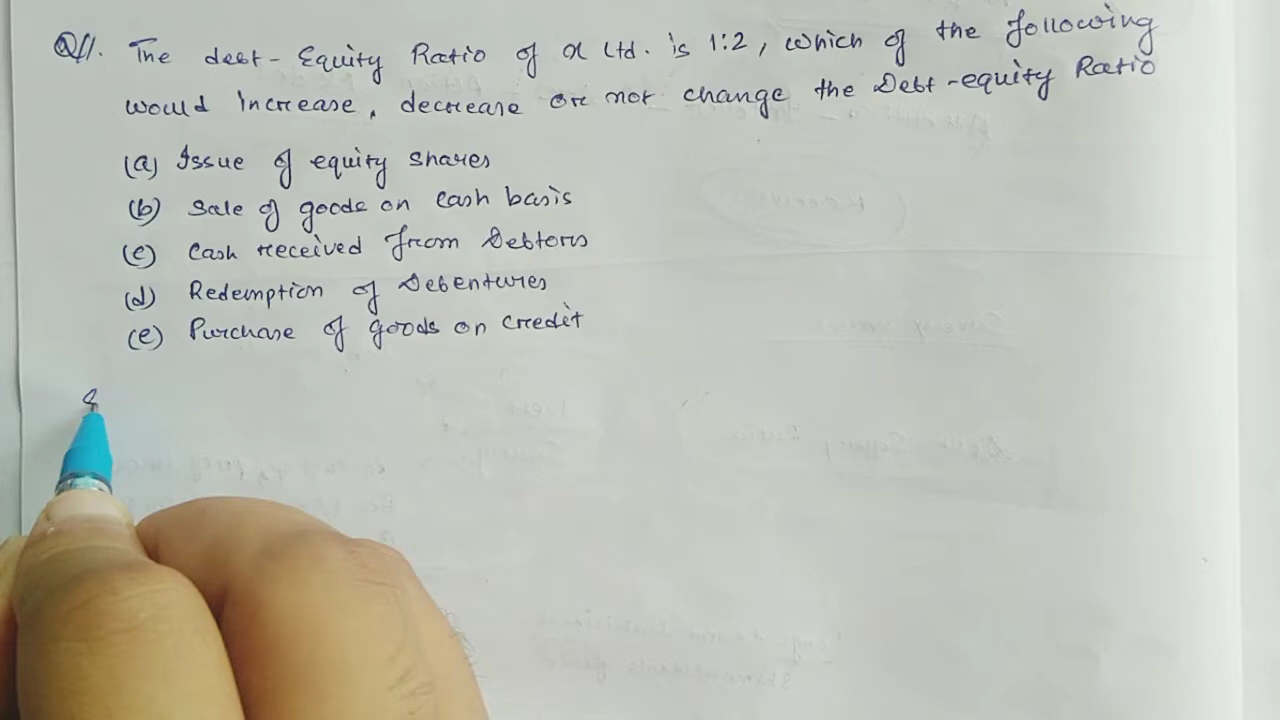 Q1. The debt-Equity Ratio of X Ltd. is 1:2, which of the following
would increase, decrease or not change the Debt-equity Ratio
(a) Issue of equity shares
(b) Sale of goods on cash basis
(c) Cash received from Debtors
(d) Redemption of Debentures
(e) Purchase of goods on credit